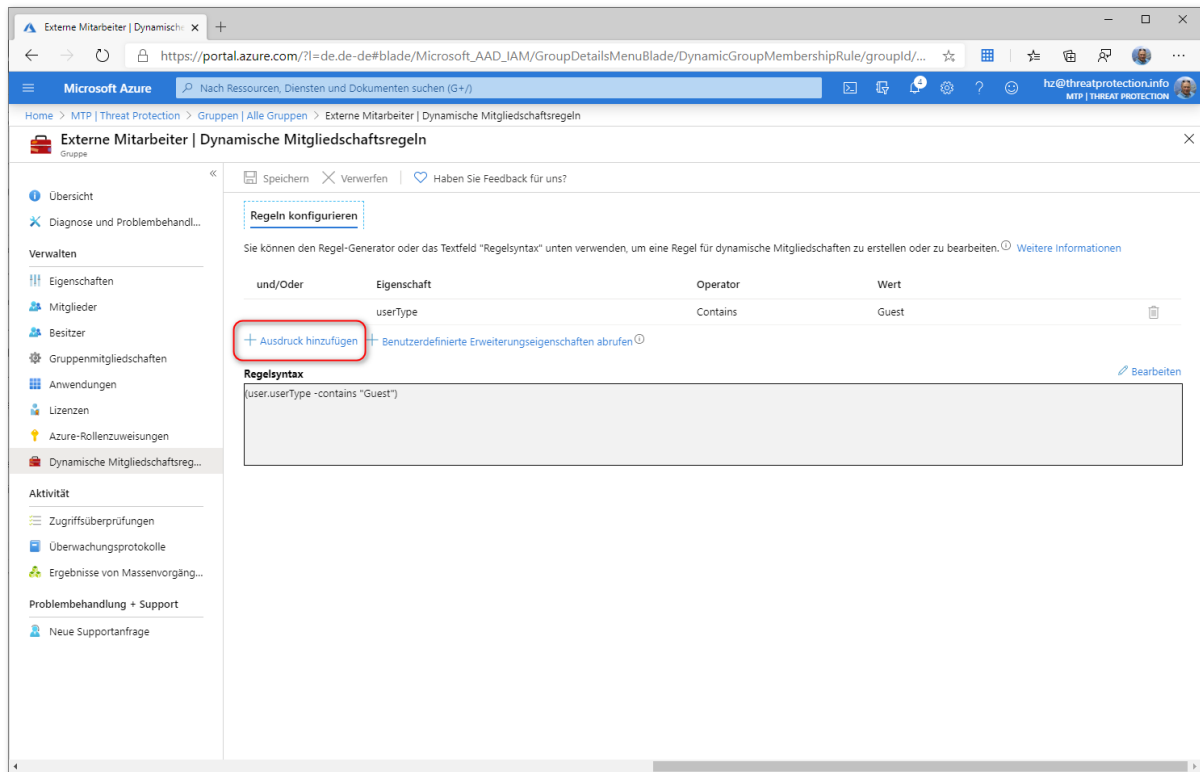 Externe Mitarbeiter | Dynamische
https://portal.azure.com/?l=de.de-de#blade/Microsoft_AAD_IAM/GroupDetailsMenuBlade/DynamicGroupMembershipRule/groupId/...
Microsoft Azure
Nach Ressourcen, Diensten und Dokumenten suchen (G+/)
4
hz@threatprotection.info
MTP | THREAT PROTECTION
Home > MTP | Threat Protection > Gruppen | Alle Gruppen > Externe Mitarbeiter | Dynamische Mitgliedschaftsregeln
Externe Mitarbeiter | Dynamische Mitgliedschaftsregeln
Gruppe
«
Speichern Verwerfen | Haben Sie Feedback für uns?
Übersicht
Diagnose und Problembehandl...
Verwalten
Eigenschaften
Mitglieder
Besitzer
Gruppenmitgliedschaften
Anwendungen
Lizenzen
Azure-Rollenzuweisungen
Dynamische Mitgliedschaftsreg...
Aktivität
Zugriffsüberprüfungen
Überwachungsprotokolle
Ergebnisse von Massenvorgäng...
Problembehandlung + Support
Neue Supportanfrage
Regeln konfigurieren
Sie können den Regel-Generator oder das Textfeld "Regelsyntax" unten verwenden, um eine Regel für dynamische Mitgliedschaften zu erstellen oder zu bearbeiten. Weitere Informationen
und/Oder Eigenschaft Operator Wert
userType Contains Guest
+ Ausdruck hinzufügen + Benutzerdefinierte Erweiterungseigenschaften abrufen
Regelsyntax Bearbeiten
(user.userType -contains "Guest")